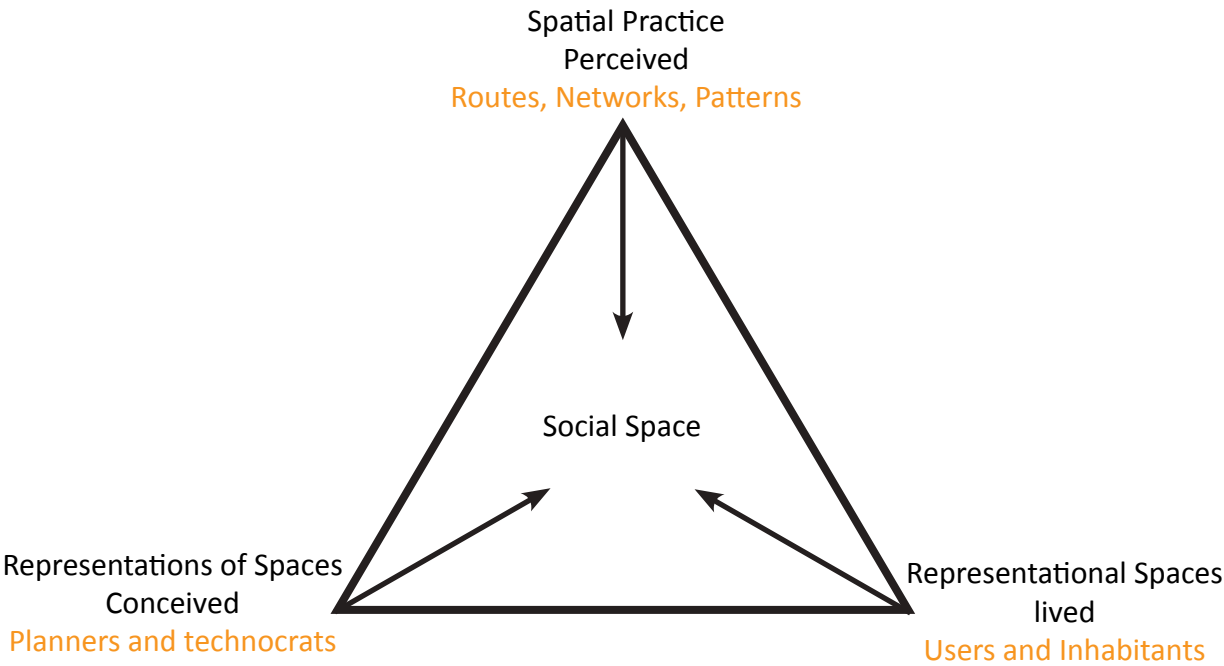 Spatial Practice
Perceived
Routes, Networks, Patterns
Social Space
Representations of Spaces
Conceived
Planners and technocrats
Representational Spaces
lived
Users and Inhabitants